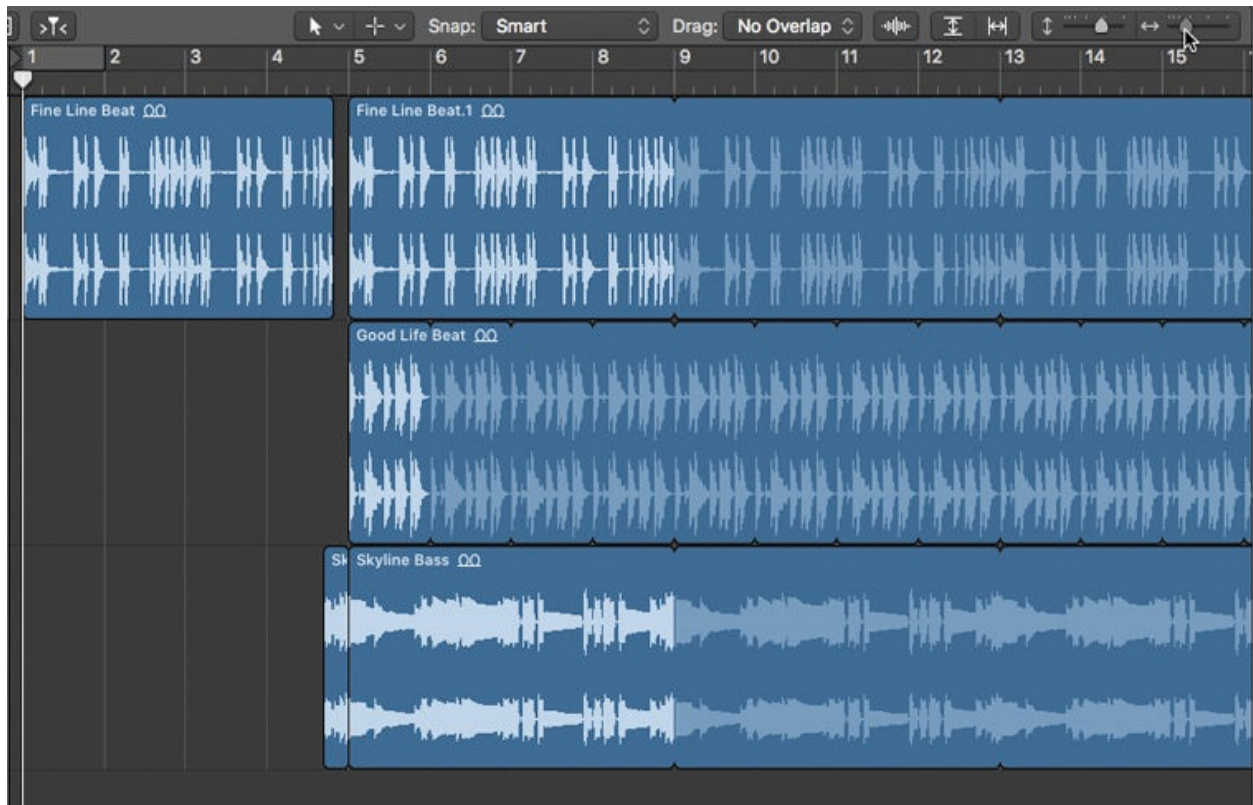 Snap: Smart Drag: No Overlap
1 2 3 4 5 6 7 8 9 10 11 12 13 14 15
Fine Line Beat Fine Line Beat.1
Good Life Beat
Sk Skyline Bass